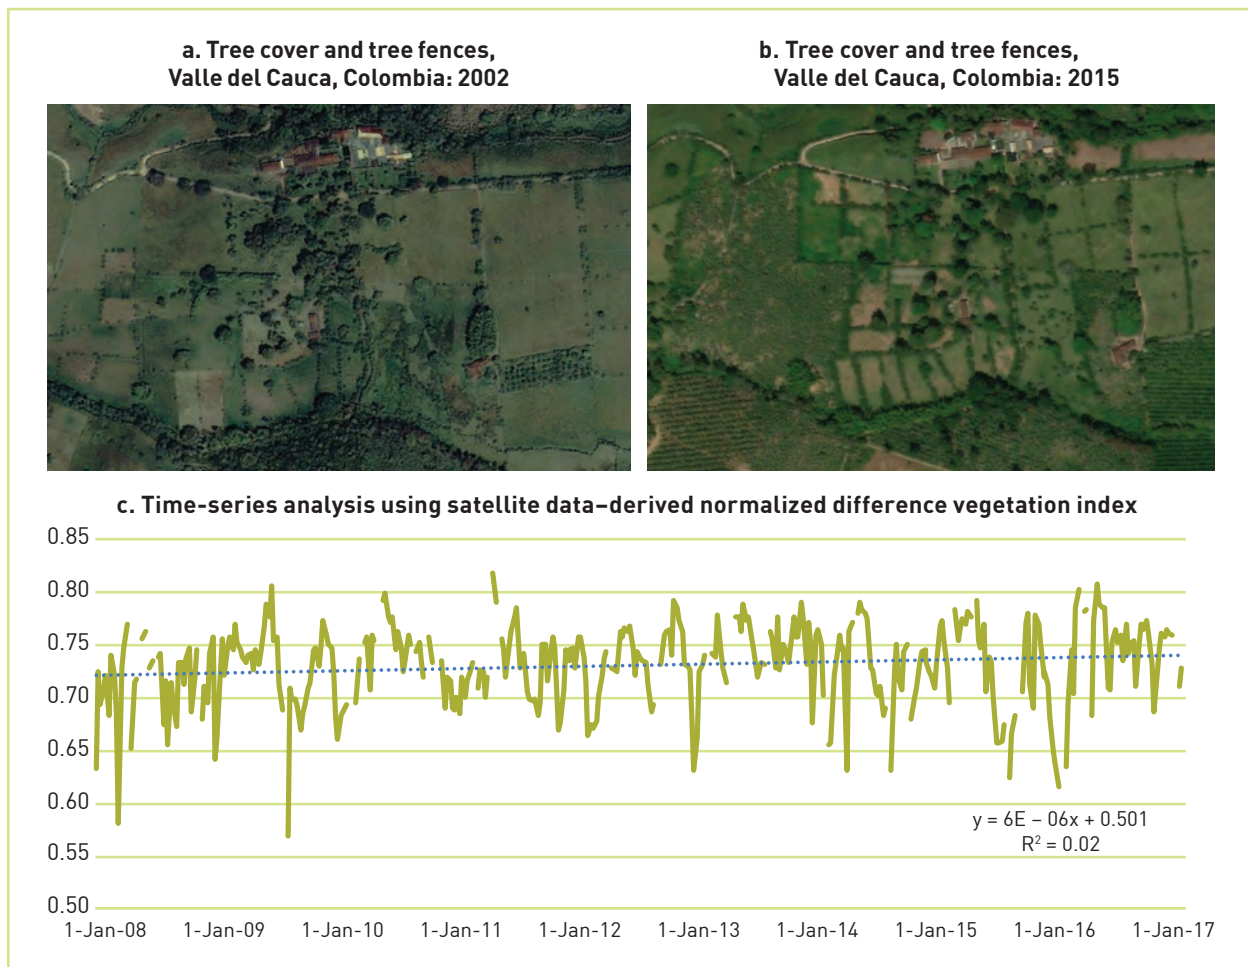 a. Tree cover and tree fences,
Valle del Cauca, Colombia: 2002
b. Tree cover and tree fences,
Valle del Cauca, Colombia: 2015
c. Time-series analysis using satellite data–derived normalized difference vegetation index
0.85
0.80
0.75
0.70
0.65
0.60
0.55
0.50
y = 6E – 06x + 0.501
R² = 0.02
1-Jan-08 1-Jan-09 1-Jan-10 1-Jan-11 1-Jan-12 1-Jan-13 1-Jan-14 1-Jan-15 1-Jan-16 1-Jan-17